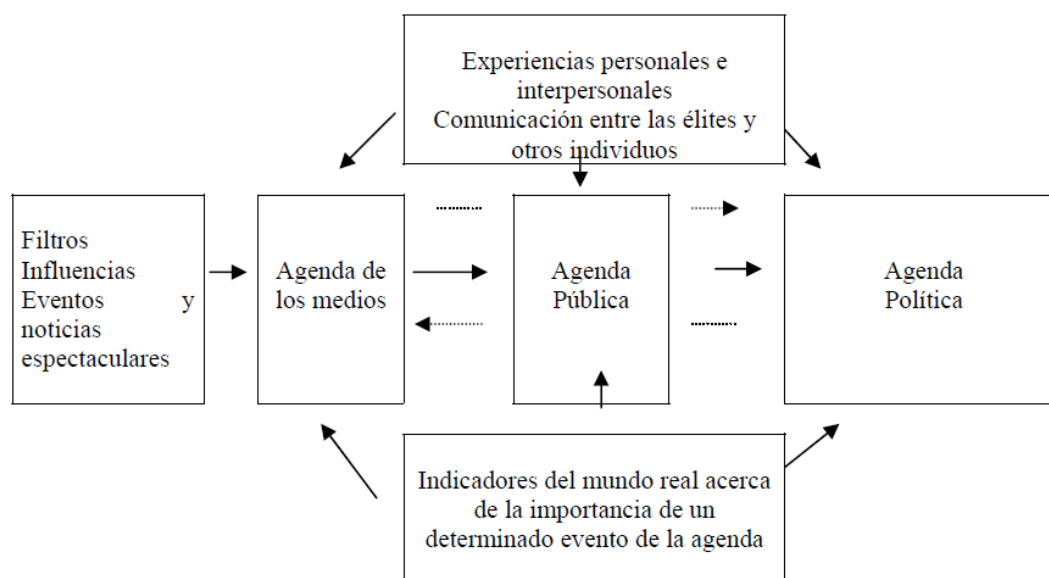 Experiencias personales e
interpersonales
Comunicación entre las élites y
otros individuos
Filtros
Influencias
Eventos y
noticias
espectaculares
Agenda de
los medios
Agenda
Pública
Agenda
Política
Indicadores del mundo real acerca
de la importancia de un
determinado evento de la agenda